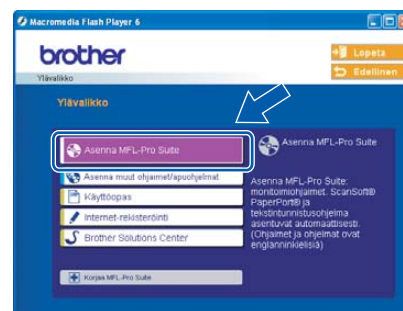 Macromedia Flash Player 6
brother
Lopeta
Edellinen
Ylävalikko
Ylävalikko
Asenna MFL-Pro Suite
Asenna muut ohjaimet/apuohjelmat
Käyttöopas
Internet-rekisteröinti
Brother Solutions Center
Korjaa MFL-Pro Suite
Asenna MFL-Pro Suite
Asenna MFL-Pro Suite:
monitoimiohjaimet. ScanSoft®
PaperPort® ja
tekstintunnistusohjelma
asentuvat automaattisesti.
(Ohjaimet ja ohjelmat ovat
englanninkielisiä)